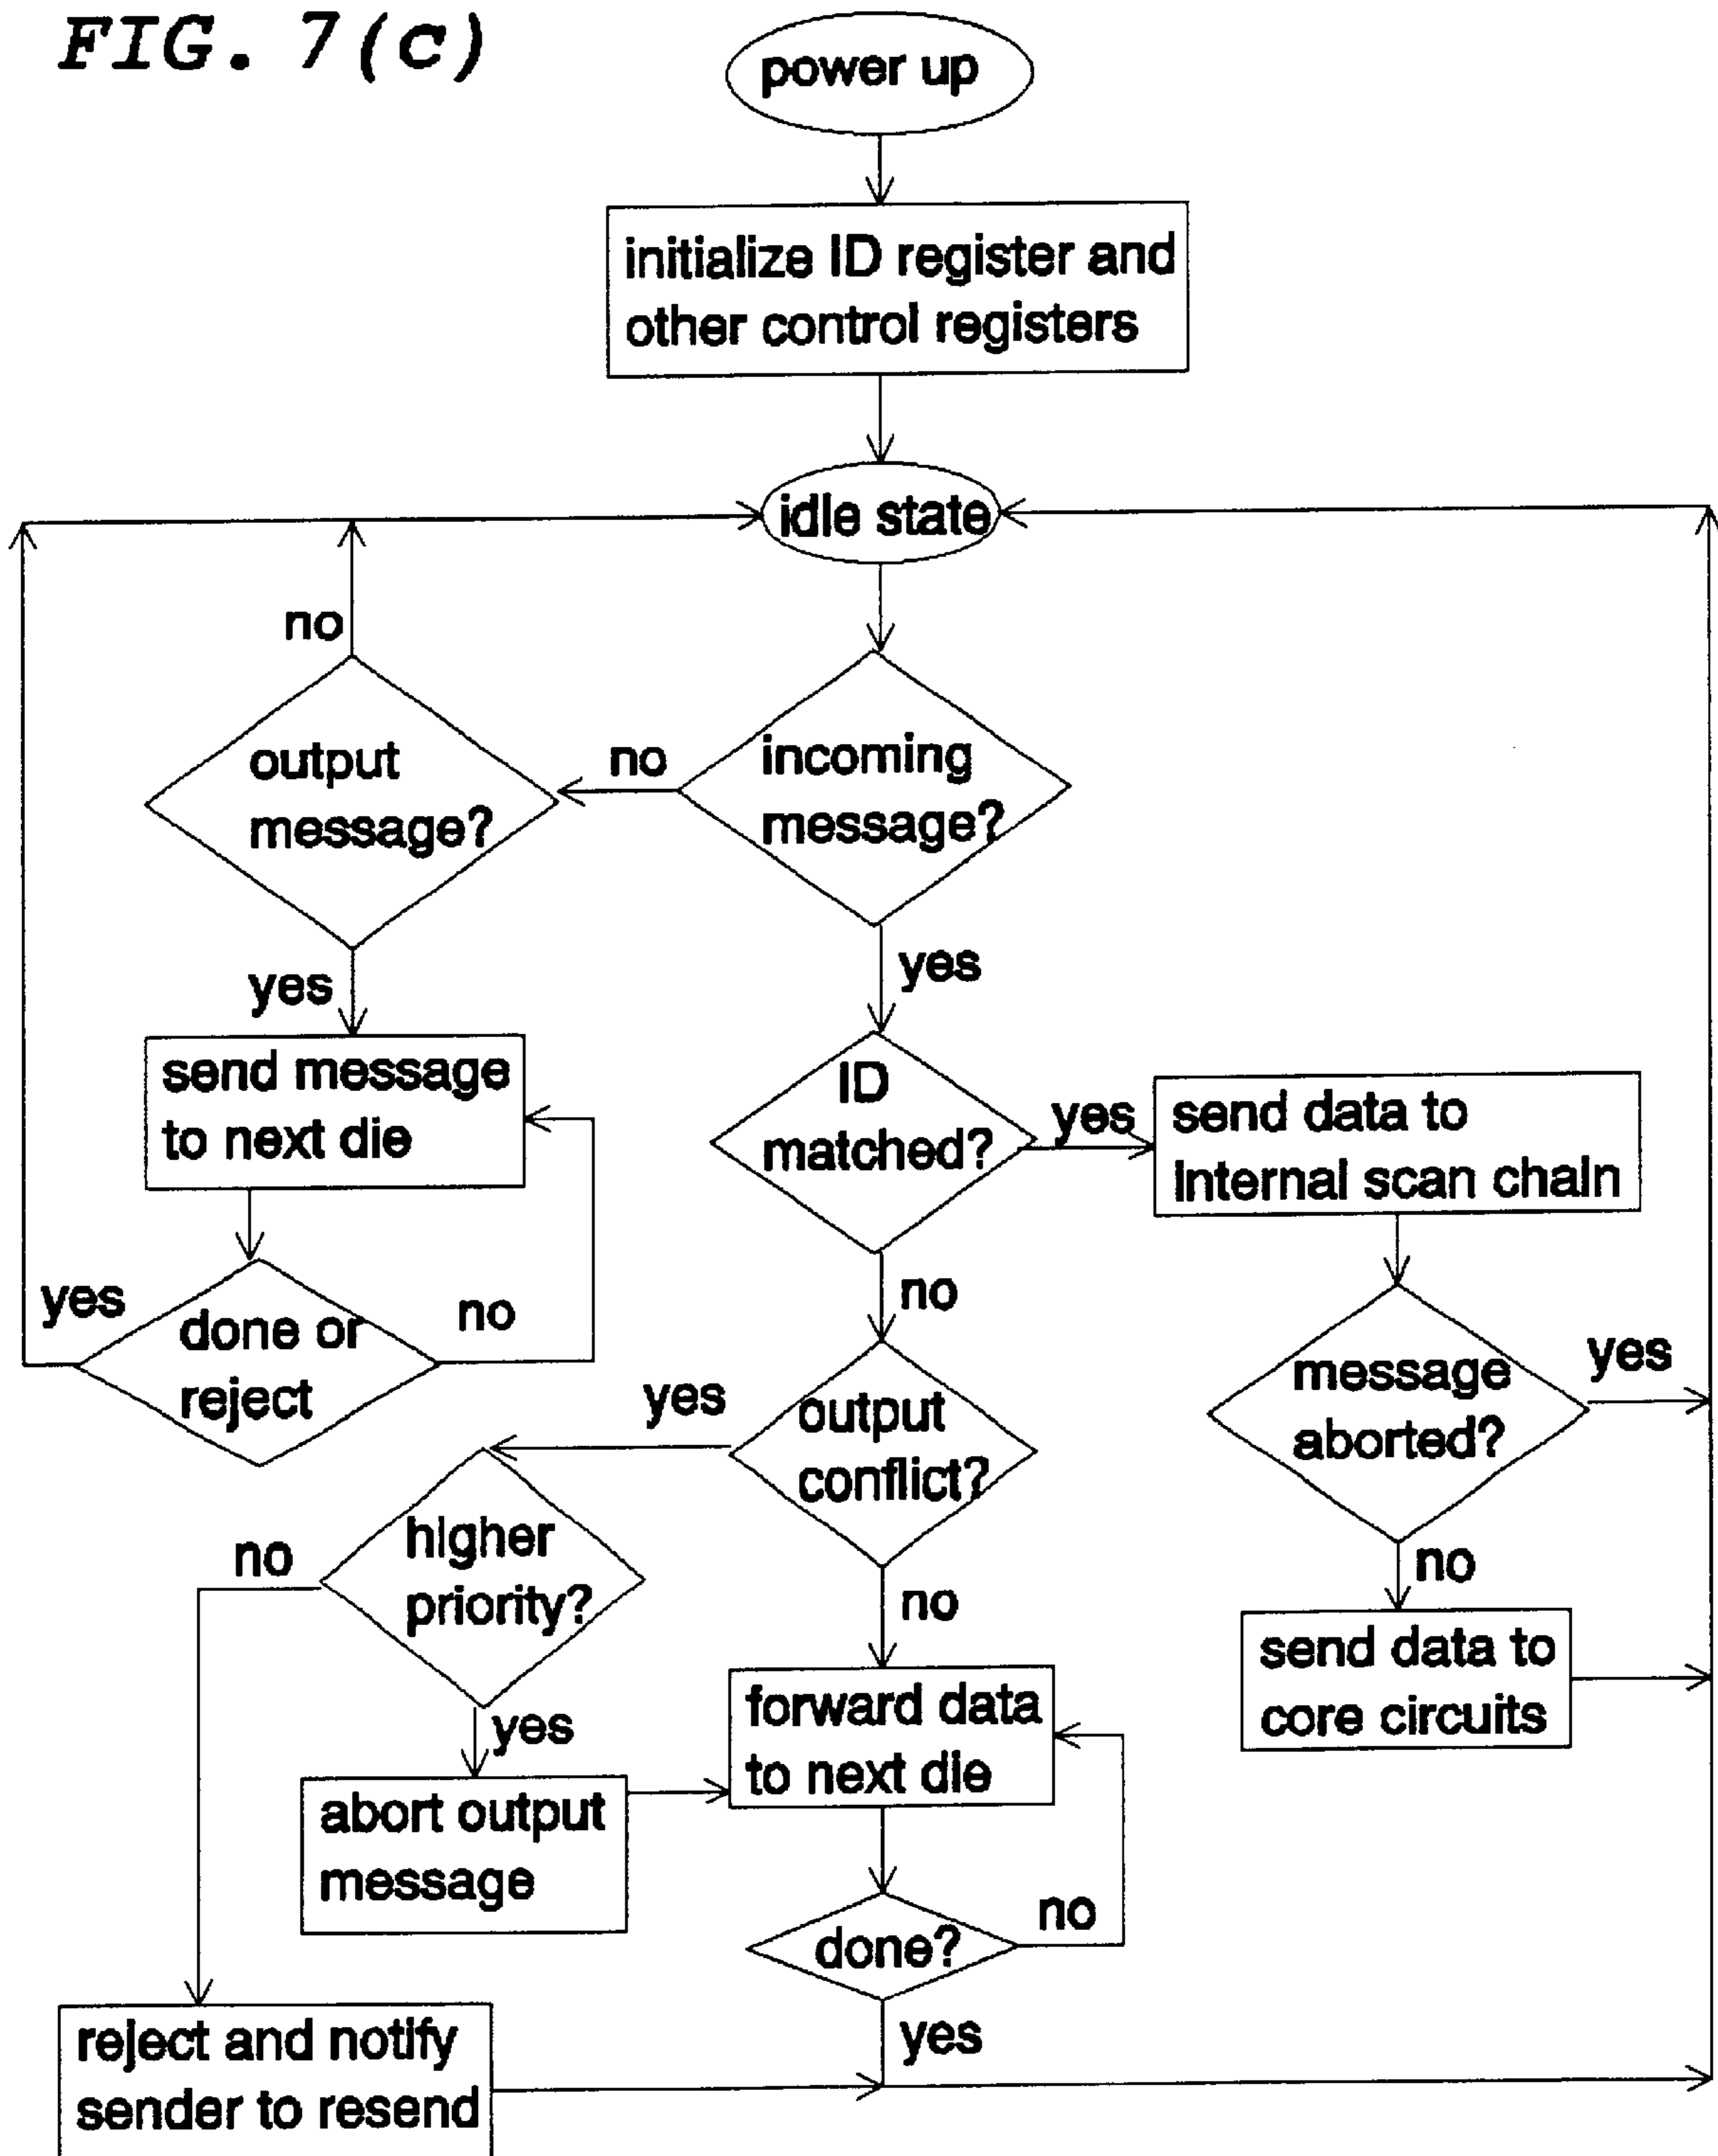 FIG. 7(c)
power up
initialize ID register and
other control registers
idle state
no
output
message?
no
incoming
message?
yes
yes
send message
to next die
ID
matched?
yes
send data to
internal scan chain
yes
done or
reject
no
no
yes
output
conflict?
message
aborted?
yes
no
higher
priority?
no
no
send data to
core circuits
yes
forward data
to next die
abort output
message
done?
no
yes
reject and notify
sender to resend